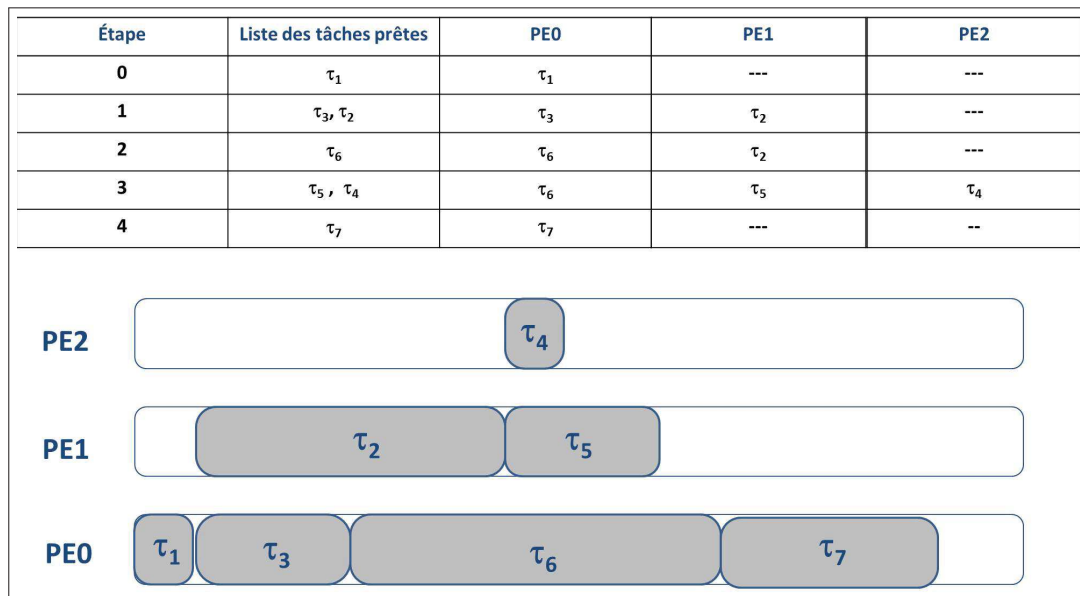 Étape Liste des tâches prêtes PE0 PE1 PE2
0 τ1 τ1 --- ---
1 τ3, τ2 τ3 τ2 ---
2 τ6 τ6 τ2 ---
3 τ5 , τ4 τ6 τ5 τ4
4 τ7 τ7 --- --
PE2 τ4
PE1 τ2 τ5
PE0 τ1 τ3 τ6 τ7